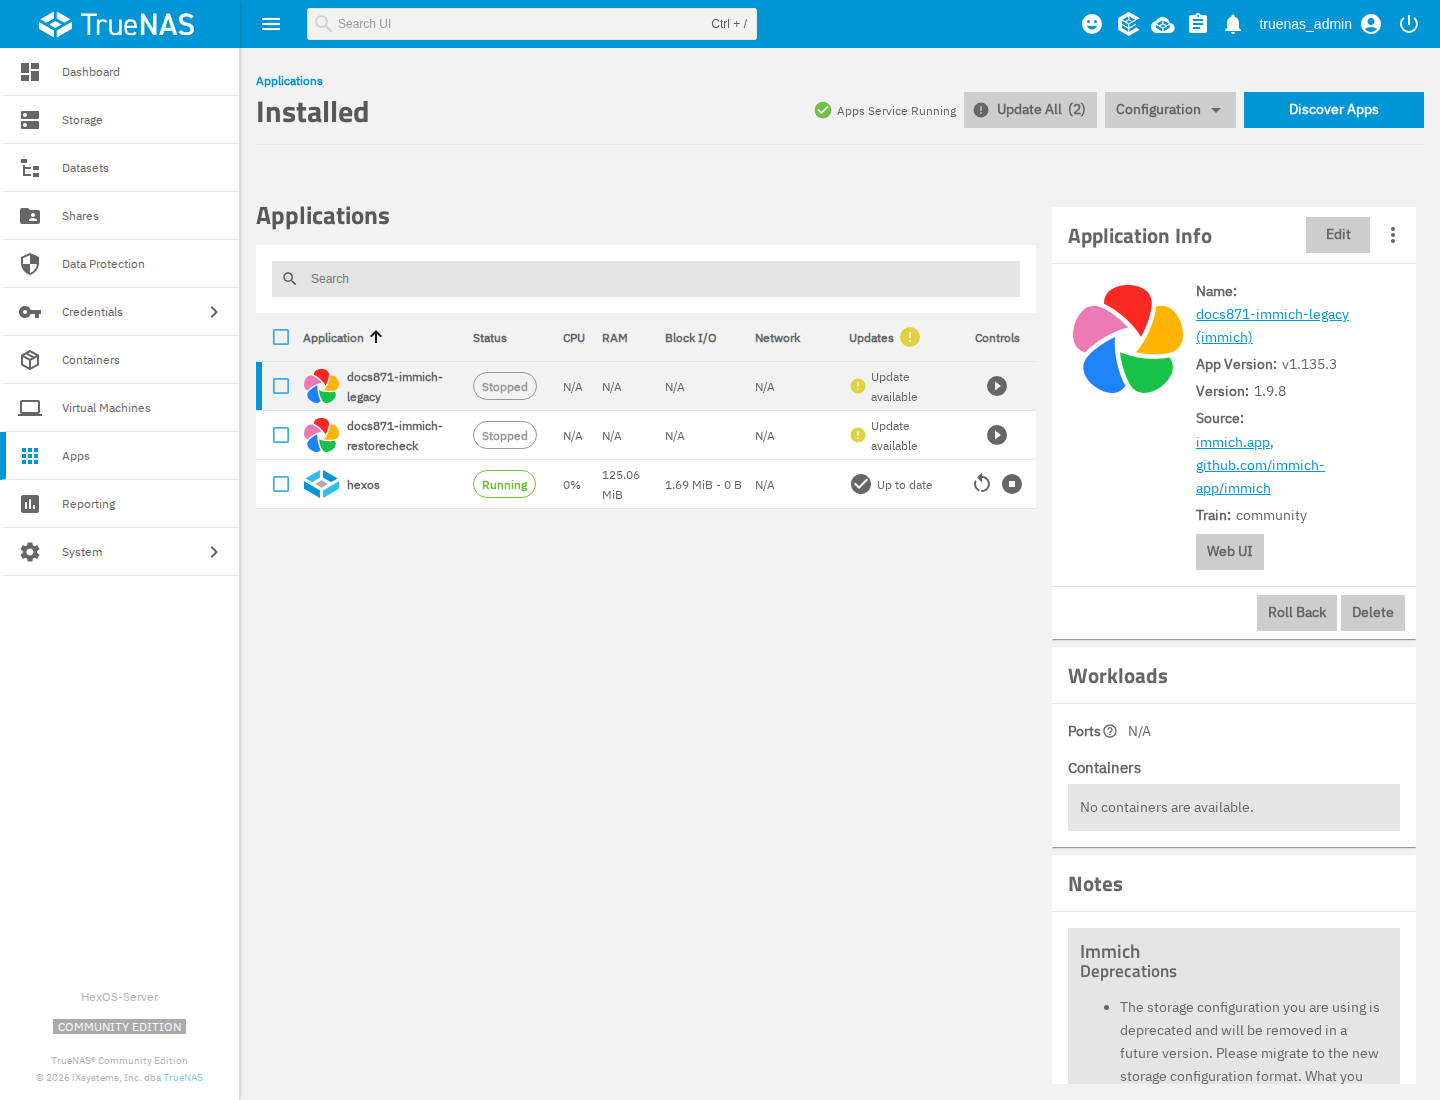 TrueNAS
Search UI
Ctrl + /
truenas_admin
Dashboard
Storage
Datasets
Shares
Data Protection
Credentials
Containers
Virtual Machines
Apps
Reporting
System
HexOS-Server
COMMUNITY EDITION
TrueNAS® Community Edition
© 2026 iXsystems, Inc. dba TrueNAS
Applications
Installed
Apps Service Running
Update All (2)
Configuration
Discover Apps
Applications
Search
Application Status CPU RAM Block I/O Network Updates Controls
docs871-immich-
legacy
Stopped N/A N/A N/A N/A
Update
available
docs871-immich-
restorecheck
Stopped N/A N/A N/A N/A
Update
available
hexos Running 0%
125.06
MiB
1.69 MiB - 0 B N/A Up to date
Application Info
Edit
Name:
docs871-immich-legacy
(immich)
App Version: v1.135.3
Version: 1.9.8
Source:
immich.app,
github.com/immich-
app/immich
Train: community
Web UI
Roll Back Delete
Workloads
Ports N/A
Containers
No containers are available.
Notes
Immich
Deprecations
The storage configuration you are using is
deprecated and will be removed in a
future version. Please migrate to the new
storage configuration format. What you